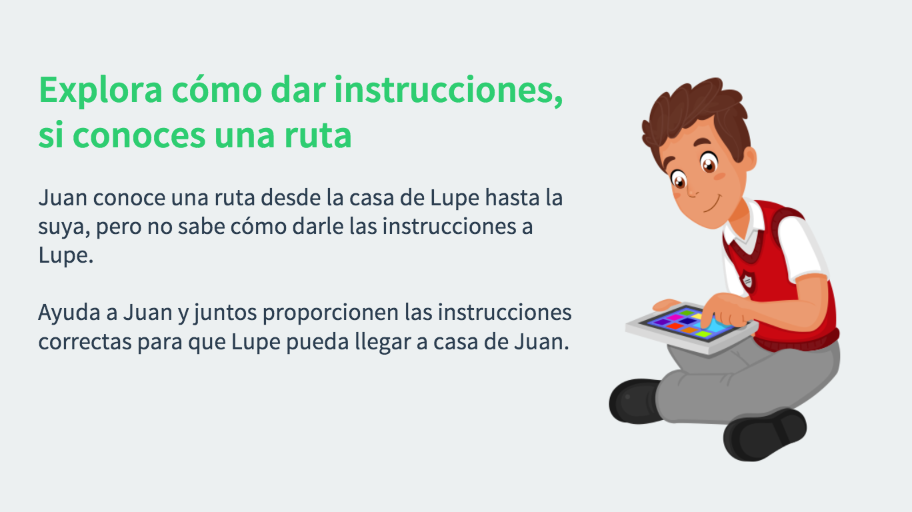 Explora cómo dar instrucciones,
si conoces una ruta
Juan conoce una ruta desde la casa de Lupe hasta la
suya, pero no sabe cómo darle las instrucciones a
Lupe.
Ayuda a Juan y juntos proporcionen las instrucciones
correctas para que Lupe pueda llegar a casa de Juan.